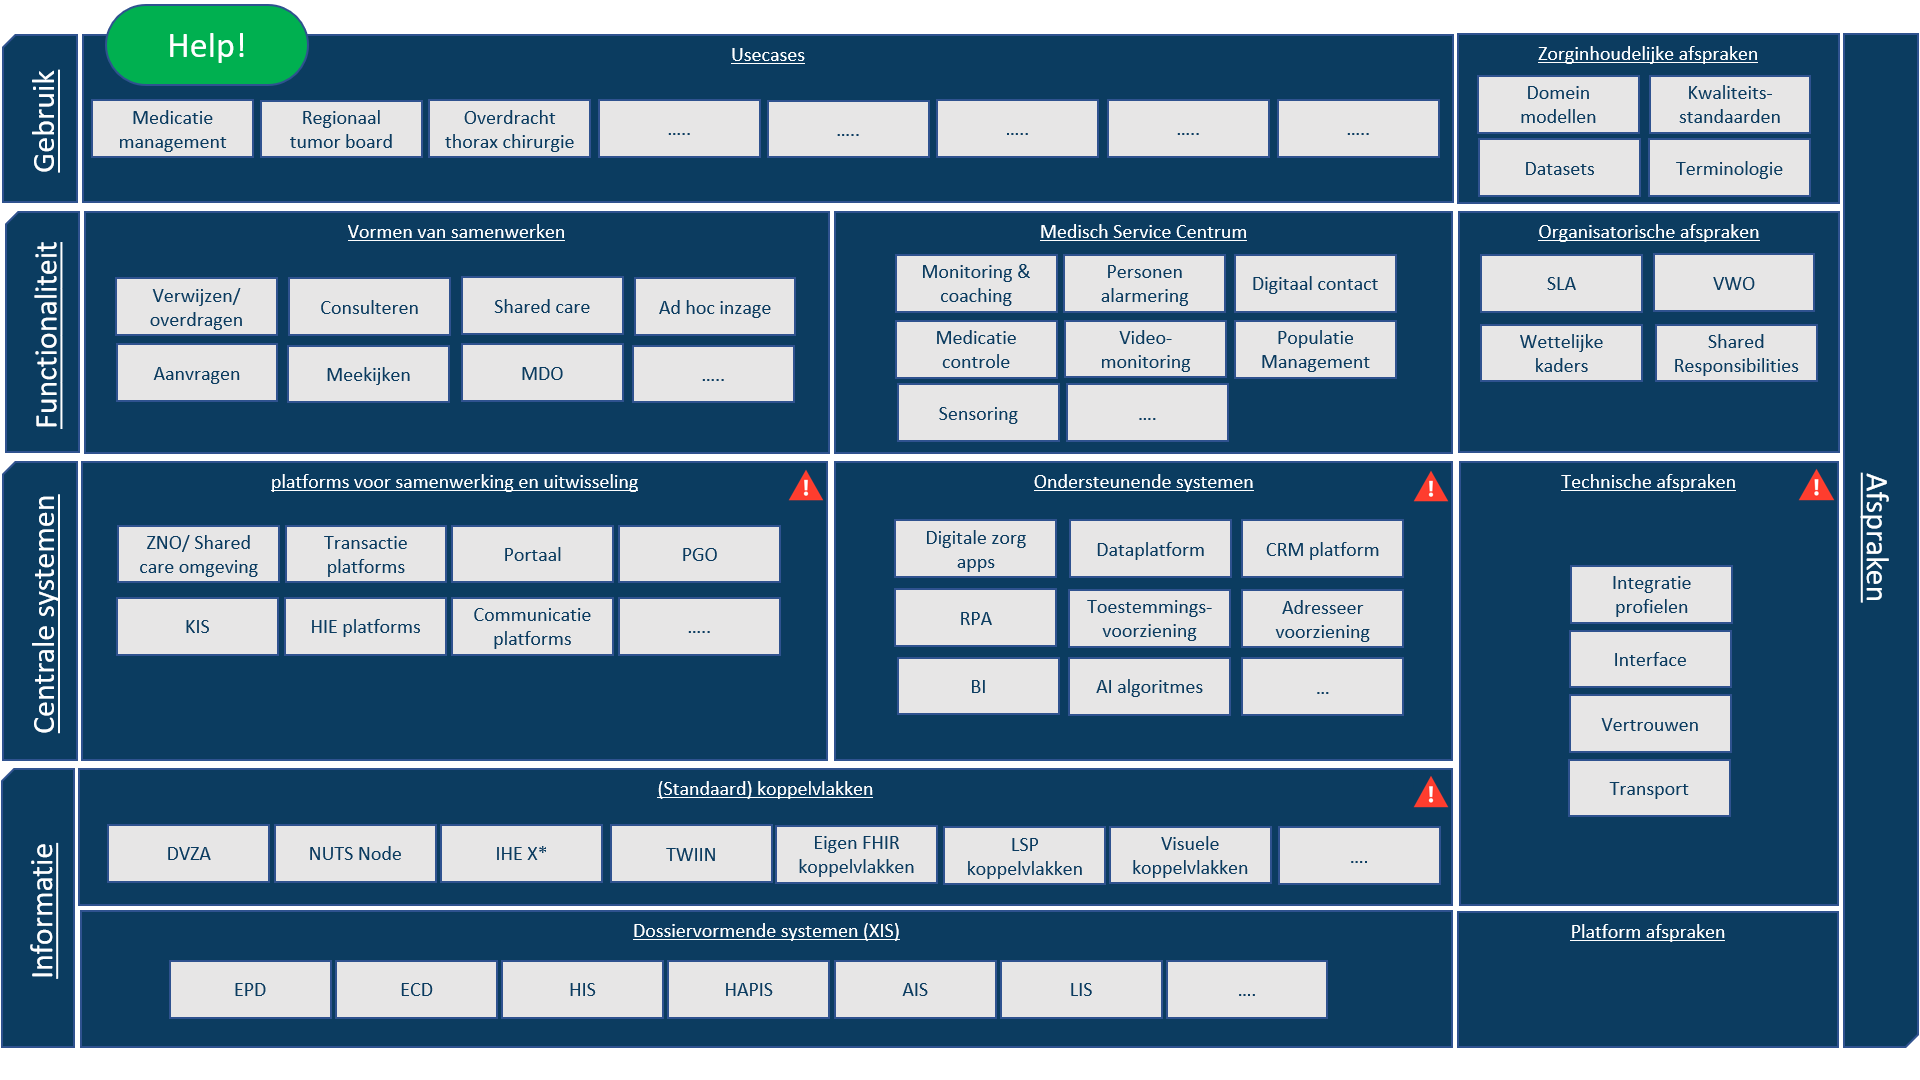 Help!
Gebruik
Usecases
Medicatie
management
Regionaal
tumor board
Overdracht
thorax chirurgie
.....
.....
.....
.....
.....
Zorginhoudelijke afspraken
Domein
modellen
Kwaliteits-
standaarden
Datasets
Terminologie
Functionaliteit
Vormen van samenwerken
Verwijzen/
overdragen
Consulteren
Shared care
Ad hoc inzage
Aanvragen
Meekijken
MDO
.....
Medisch Service Centrum
Monitoring &
coaching
Personen
alarmering
Digitaal contact
Medicatie
controle
Video-
monitoring
Populatie
Management
Sensoring
....
Organisatorische afspraken
SLA
VWO
Wettelijke
kaders
Shared
Responsibilities
Centrale systemen
platforms voor samenwerking en uitwisseling
!
ZNO/ Shared
care omgeving
Transactie
platforms
Portaal
PGO
KIS
HIE platforms
Communicatie
platforms
.....
Ondersteunende systemen
!
Digitale zorg
apps
Dataplatform
CRM platform
RPA
Toestemmings-
voorziening
Adresseer
voorziening
BI
AI algoritmes
...
Technische afspraken
!
Integratie
profielen
Interface
Vertrouwen
Transport
Informatie
(Standaard) koppelvlakken
!
DVZA
NUTS Node
IHE X*
TWIIN
Eigen FHIR
koppelvlakken
LSP
koppelvlakken
Visuele
koppelvlakken
....
Dossiervormende systemen (XIS)
EPD
ECD
HIS
HAPIS
AIS
LIS
....
Platform afspraken
Afspraken